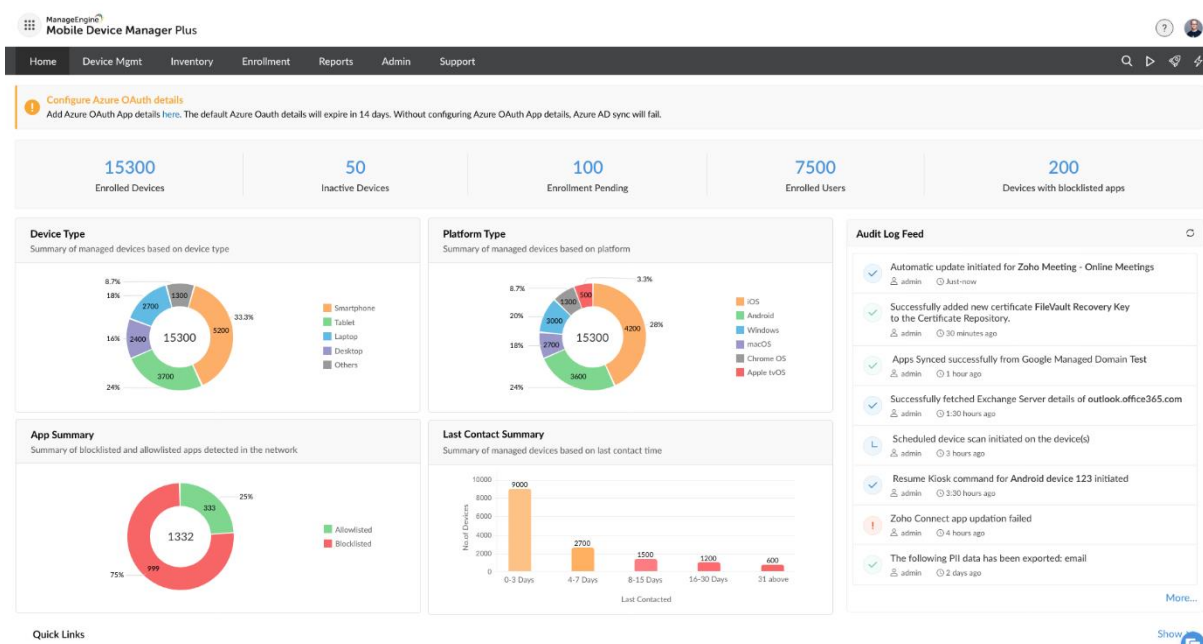 ManageEngine
Mobile Device Manager Plus
?
Home Device Mgmt Inventory Enrollment Reports Admin Support
Configure Azure OAuth details
Add Azure OAuth App details here. The default Azure Oauth details will expire in 14 days. Without configuring Azure OAuth App details, Azure AD sync will fail.
15300
Enrolled Devices
50
Inactive Devices
100
Enrollment Pending
7500
Enrolled Users
200
Devices with blocklisted apps
Device Type
Summary of managed devices based on device type
8.7%
18%
16%
24%
33.3%
1300
2700
2400
3700
5200
15300
Smartphone
Tablet
Laptop
Desktop
Others
Platform Type
Summary of managed devices based on platform
3.3%
8.7%
20%
18%
24%
28%
500
1300
3000
2700
3600
4200
15300
iOS
Android
Windows
macOS
Chrome OS
Apple tvOS
App Summary
Summary of blocklisted and allowlisted apps detected in the network
25%
333
1332
999
75%
Allowlisted
Blocklisted
Last Contact Summary
Summary of managed devices based on last contact time
No.of Devices
10000
8000
6000
4000
2000
0
9000
2700
1500
1200
600
0-3 Days 4-7 Days 8-15 Days 16-30 Days 31 above
Last Contacted
Audit Log Feed
Automatic update initiated for Zoho Meeting - Online Meetings
admin Just-now
Successfully added new certificate FileVault Recovery Key
to the Certificate Repository.
admin 30 minutes ago
Apps Synced successfully from Google Managed Domain Test
admin 1 hour ago
Successfully fetched Exchange Server details of outlook.office365.com
admin 1:30 hours ago
Scheduled device scan initiated on the device(s)
admin 3 hours ago
Resume Kiosk command for Android device 123 initiated
admin 3:30 hours ago
Zoho Connect app updation failed
admin 4 hours ago
The following PII data has been exported: email
admin 2 days ago
More...
Quick Links
Show